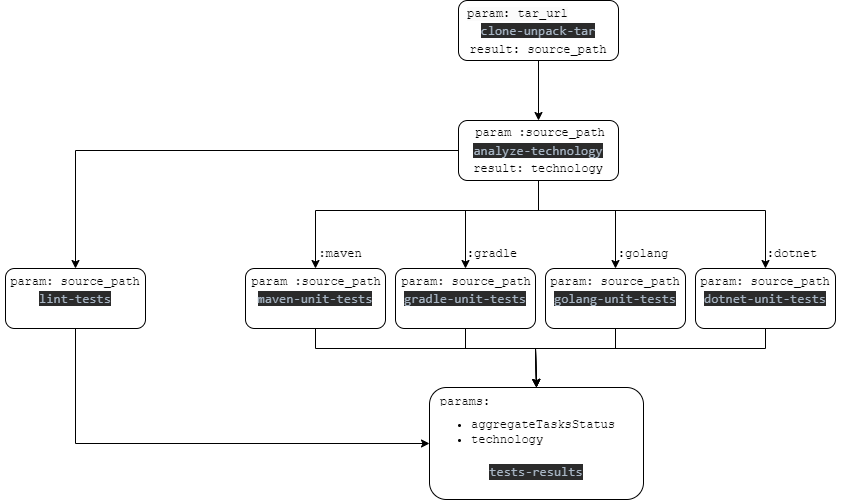 param: tar_url
clone-unpack-tar
result: source_path
param :source_path
analyze-technology
result: technology
:maven
:gradle
:golang
:dotnet
param: source_path
lint-tests
param :source_path
maven-unit-tests
param: source_path
gradle-unit-tests
param: source_path
golang-unit-tests
param: source_path
dotnet-unit-tests
params:
• aggregateTasksStatus
• technology
tests-results